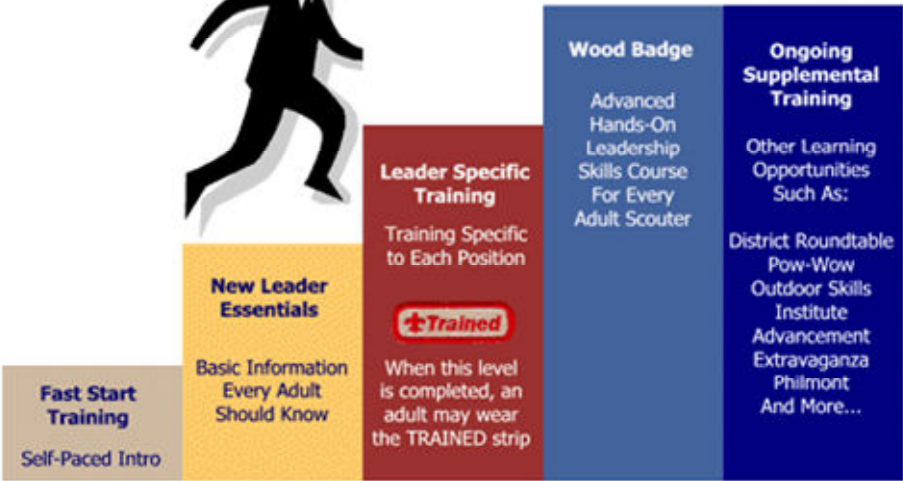 Fast Start
Training
Self-Paced Intro
New Leader
Essentials
Basic Information
Every Adult
Should Know
Leader Specific
Training
Training Specific
to Each Position
Trained
When this level
is completed, an
adult may wear
the TRAINED strip
Wood Badge
Advanced
Hands-On
Leadership
Skills Course
For Every
Adult Scouter
Ongoing
Supplemental
Training
Other Learning
Opportunities
Such As:
District Roundtable
Pow-Wow
Outdoor Skills
Institute
Advancement
Extravaganza
Philmont
And More...